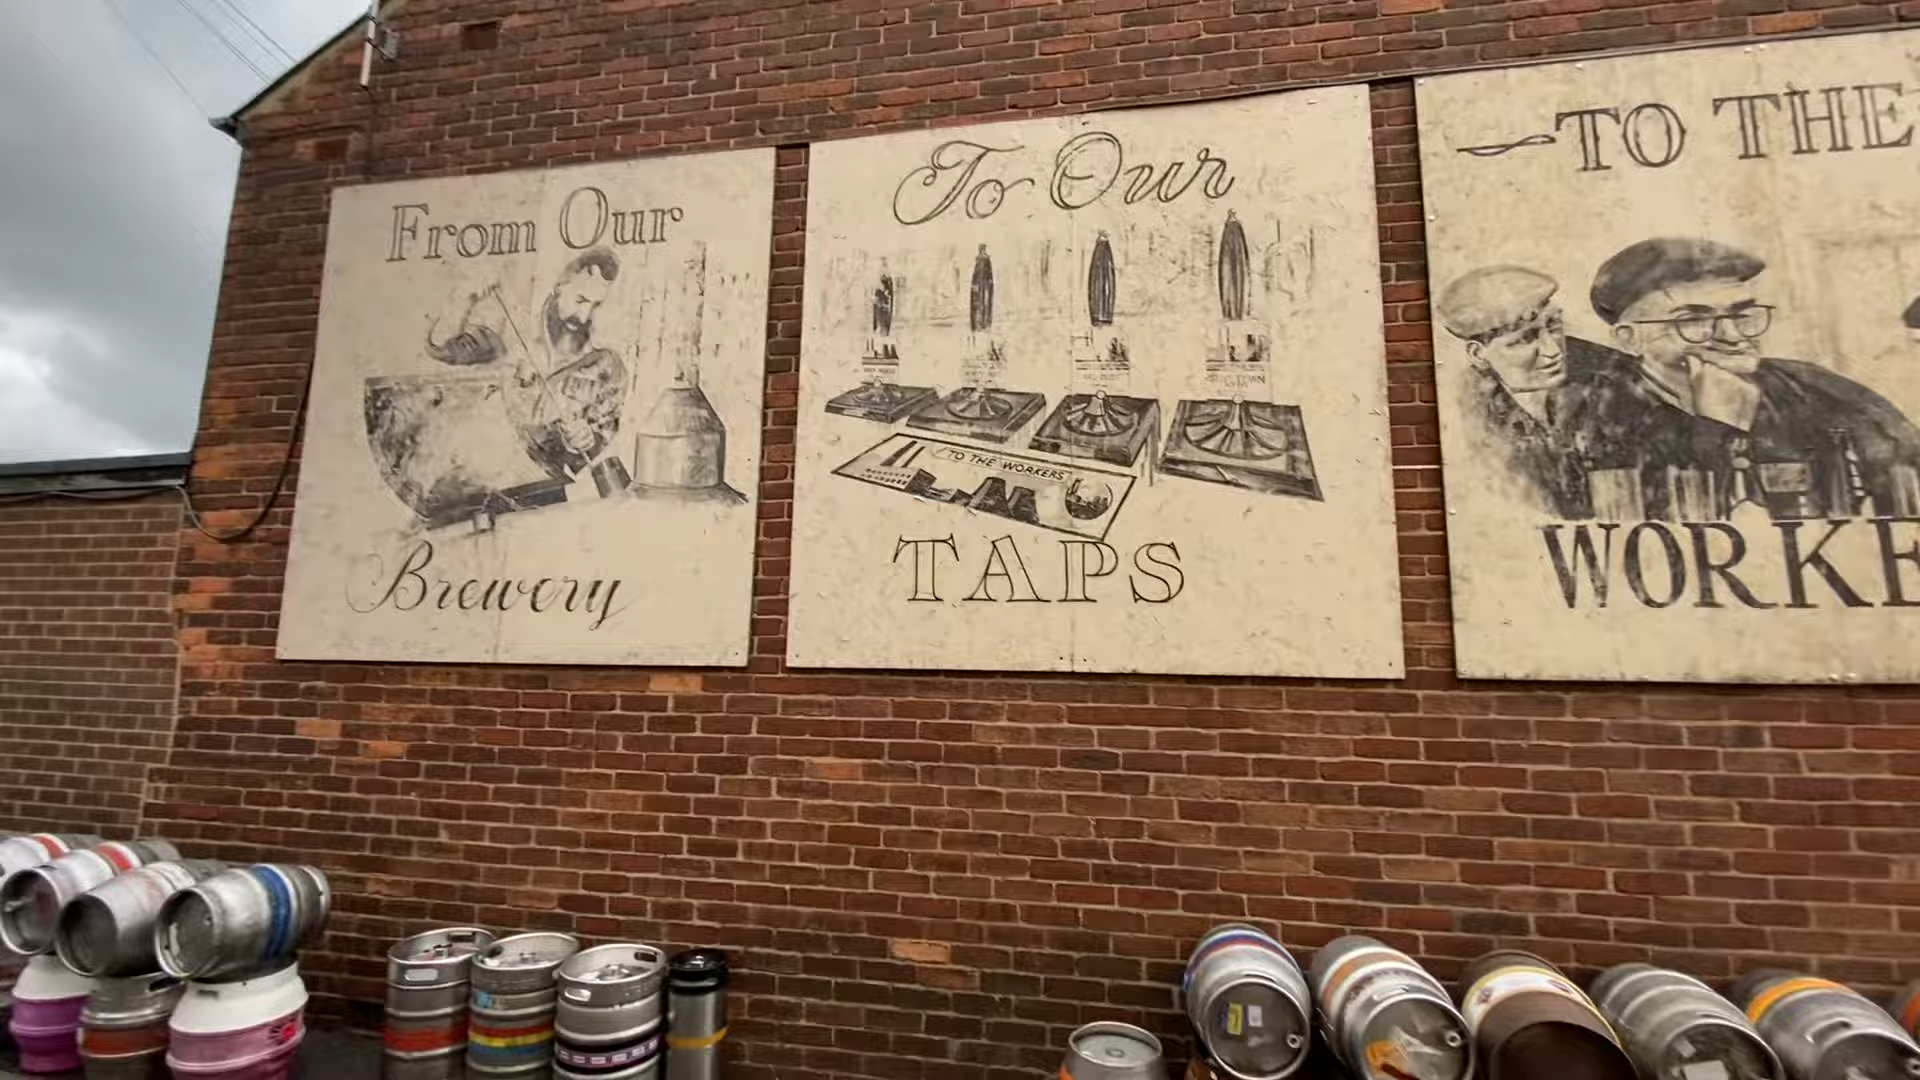 From Our
Brewery
To Our
TO THE WORKERS
TAPS
TO THE
WORKE